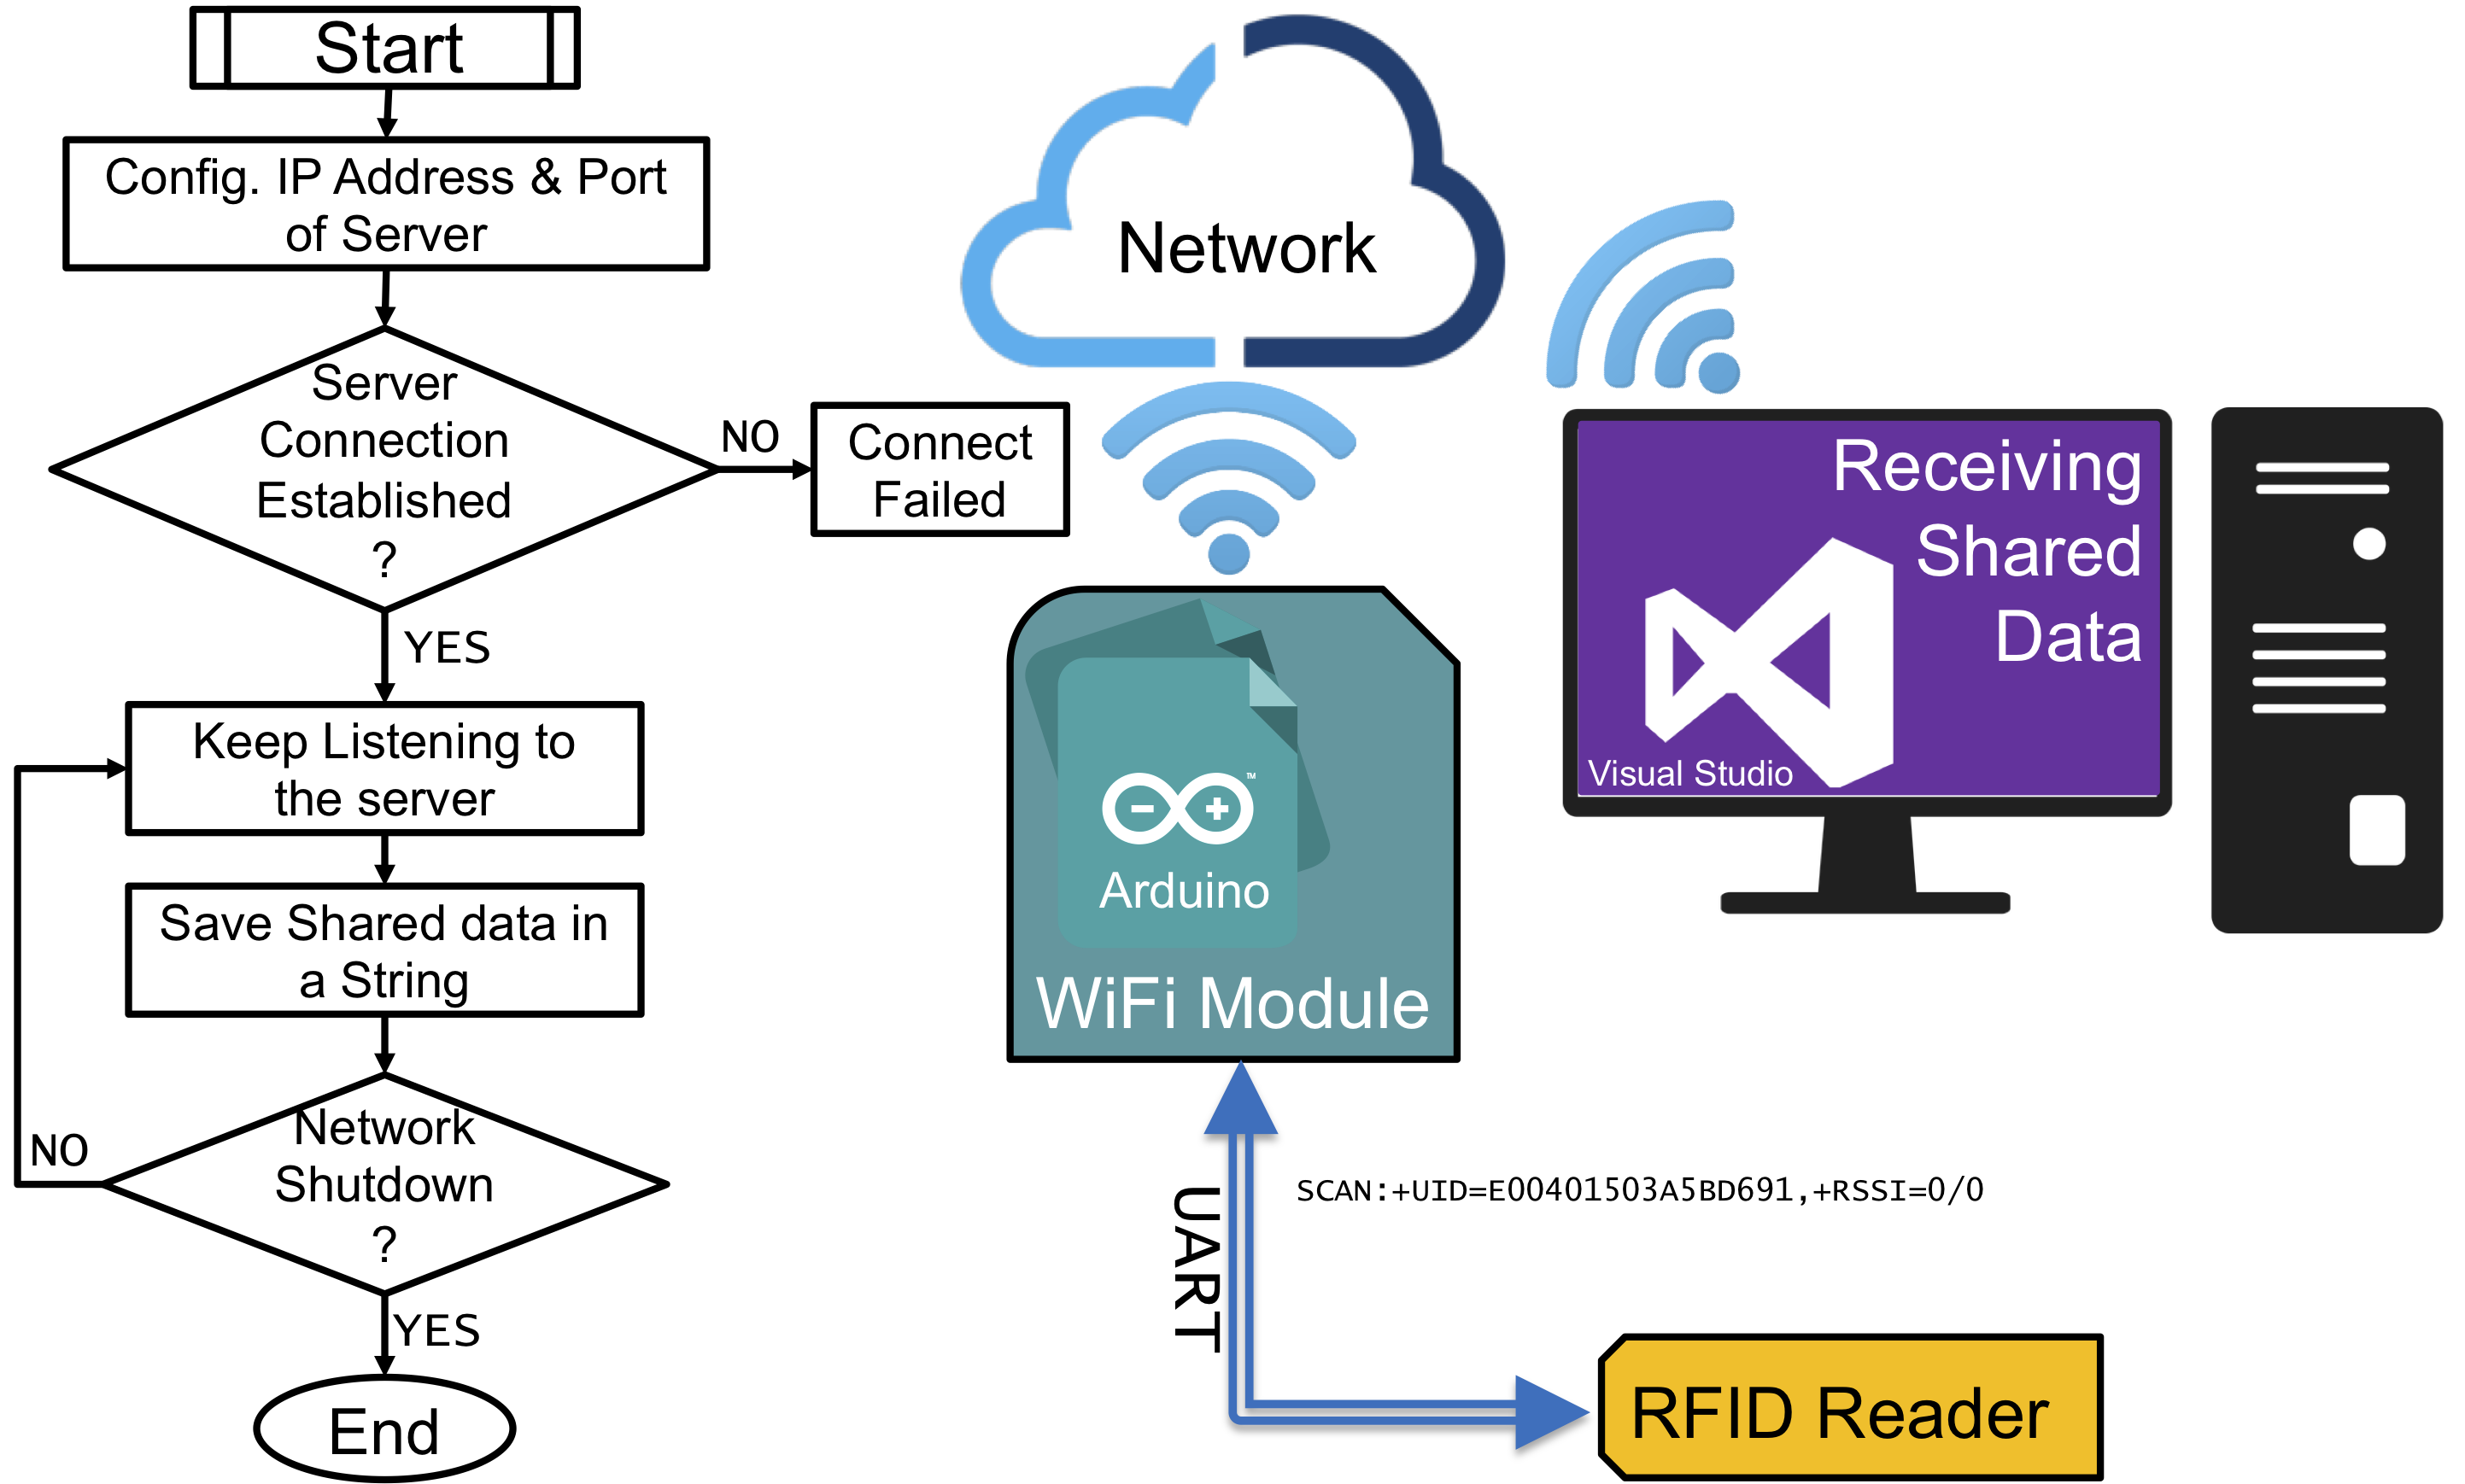 Start
Config. IP Address & Port
of Server
Server
Connection
Established
?
NO
Connect
Failed
YES
Keep Listening to
the server
Save Shared data in
a String
Network
Shutdown
?
NO
YES
End
Network
Receiving
Shared
Data
Visual Studio
TM
Arduino
WiFi Module
UART
SCAN:+UID=E00401503A5BD691,+RSSI=0/0
RFID Reader